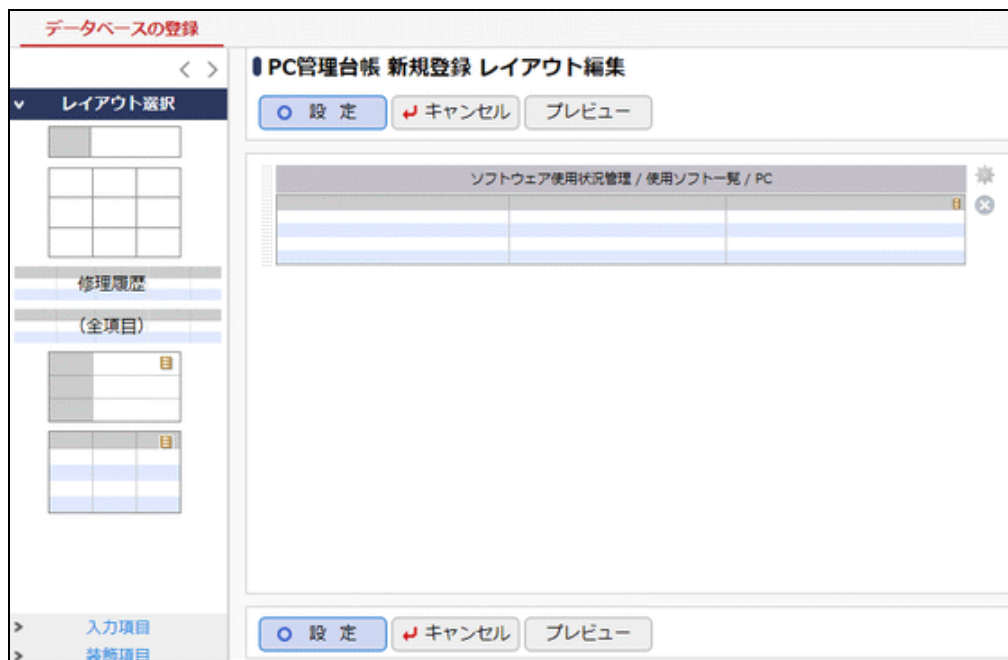 データベースの登録
レイアウト選択
修理履歴
(全項目)
入力項目
装飾項目
PC管理台帳 新規登録 レイアウト編集
設 定
キャンセル
プレビュー
ソフトウェア使用状況管理 / 使用ソフト一覧 / PC
設 定
キャンセル
プレビュー